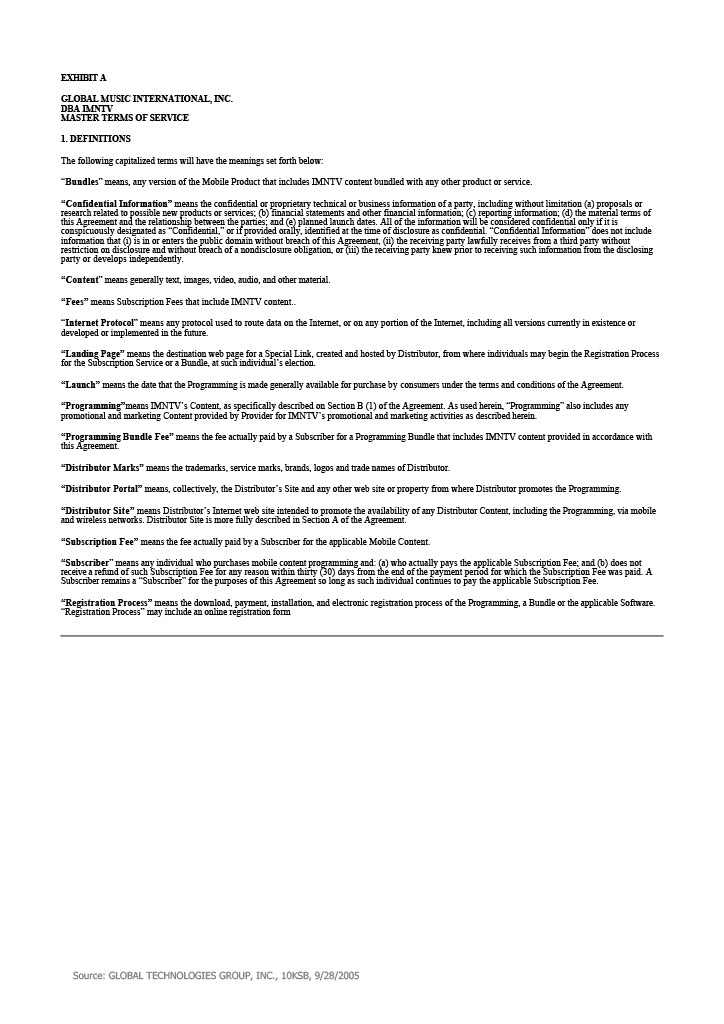 EXHIBIT A
GLOBAL MUSIC INTERNATIONAL, INC.
DBA IMNTV
MASTER TERMS OF SERVICE
1. DEFINITIONS
The following capitalized terms will have the meanings set forth below:
“Bundles” means, any version of the Mobile Product that includes IMNTV content bundled with any other product or service.
“Confidential Information” means the confidential or proprietary technical or business information of a party, including without limitation (a) proposals or
research related to possible new products or services; (b) financial statements and other financial information; (c) reporting information; (d) the material terms of
this Agreement and the relationship between the parties; and (e) planned launch dates. All of the information will be considered confidential only if it is
conspicuously designated as “Confidential,” or if provided orally, identified at the time of disclosure as confidential. “Confidential Information” does not include
information that (i) is in or enters the public domain without breach of this Agreement, (ii) the receiving party lawfully receives from a third party without
restriction on disclosure and without breach of a nondisclosure obligation, or (iii) the receiving party knew prior to receiving such information from the disclosing
party or develops independently.
“Content” means generally text, images, video, audio, and other material.
“Fees” means Subscription Fees that include IMNTV content..
“Internet Protocol” means any protocol used to route data on the Internet, or on any portion of the Internet, including all versions currently in existence or
developed or implemented in the future.
“Landing Page” means the destination web page for a Special Link, created and hosted by Distributor, from where individuals may begin the Registration Process
for the Subscription Service or a Bundle, at such individual’s election.
“Launch” means the date that the Programming is made generally available for purchase by consumers under the terms and conditions of the Agreement.
“Programming”means IMNTV’s Content, as specifically described on Section B (1) of the Agreement. As used herein, “Programming” also includes any
promotional and marketing Content provided by Provider for IMNTV’s promotional and marketing activities as described herein.
“Programming Bundle Fee” means the fee actually paid by a Subscriber for a Programming Bundle that includes IMNTV content provided in accordance with
this Agreement.
“Distributor Marks” means the trademarks, service marks, brands, logos and trade names of Distributor.
“Distributor Portal” means, collectively, the Distributor’s Site and any other web site or property from where Distributor promotes the Programming.
“Distributor Site” means Distributor’s Internet web site intended to promote the availability of any Distributor Content, including the Programming, via mobile
and wireless networks. Distributor Site is more fully described in Section A of the Agreement.
“Subscription Fee” means the fee actually paid by a Subscriber for the applicable Mobile Content.
“Subscriber” means any individual who purchases mobile content programming and: (a) who actually pays the applicable Subscription Fee; and (b) does not
receive a refund of such Subscription Fee for any reason within thirty (30) days from the end of the payment period for which the Subscription Fee was paid. A
Subscriber remains a “Subscriber” for the purposes of this Agreement so long as such individual continues to pay the applicable Subscription Fee.
“Registration Process” means the download, payment, installation, and electronic registration process of the Programming, a Bundle or the applicable Software.
“Registration Process” may include an online registration form
Source: GLOBAL TECHNOLOGIES GROUP, INC., 10KSB, 9/28/2005